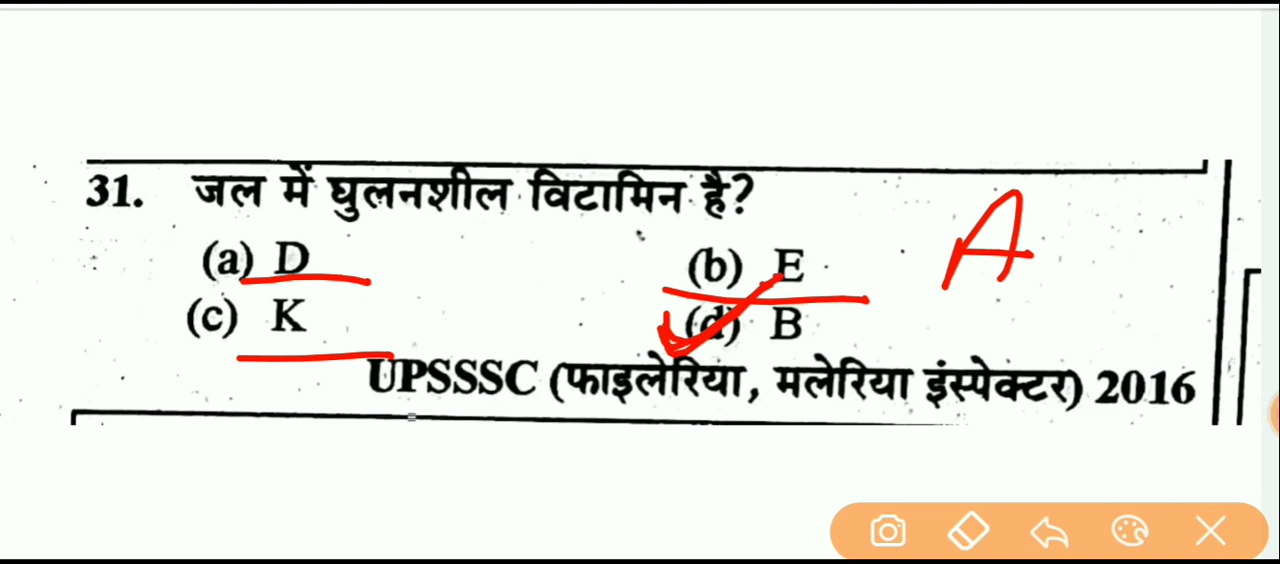 31. जल में घुलनशील विटामिन है?
(a) D (b) E
(c) K (d) B
UPSSSC (फाइलेरिया, मलेरिया इंस्पेक्टर) 2016
A